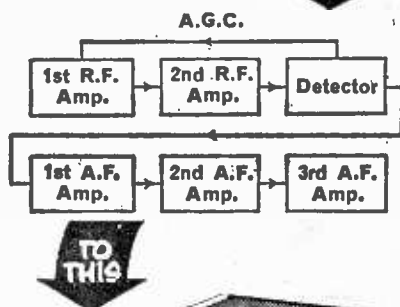 A.G.C.
1st R.F. Amp.
2nd R.F. Amp.
Detector
1st A.F. Amp.
2nd A.F. Amp.
3rd A.F. Amp.
TO
THIS